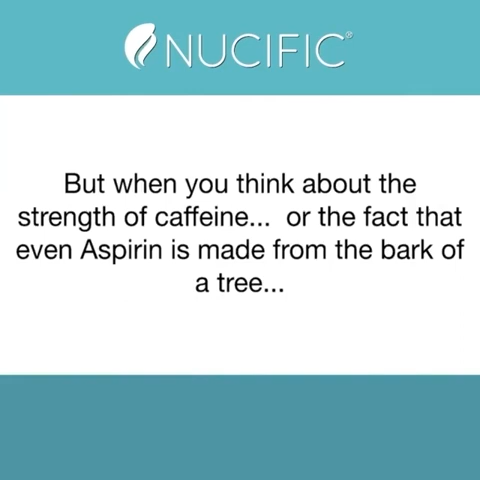 NUCIFIC®
But when you think about the
strength of caffeine...  or the fact that
even Aspirin is made from the bark of
a tree...